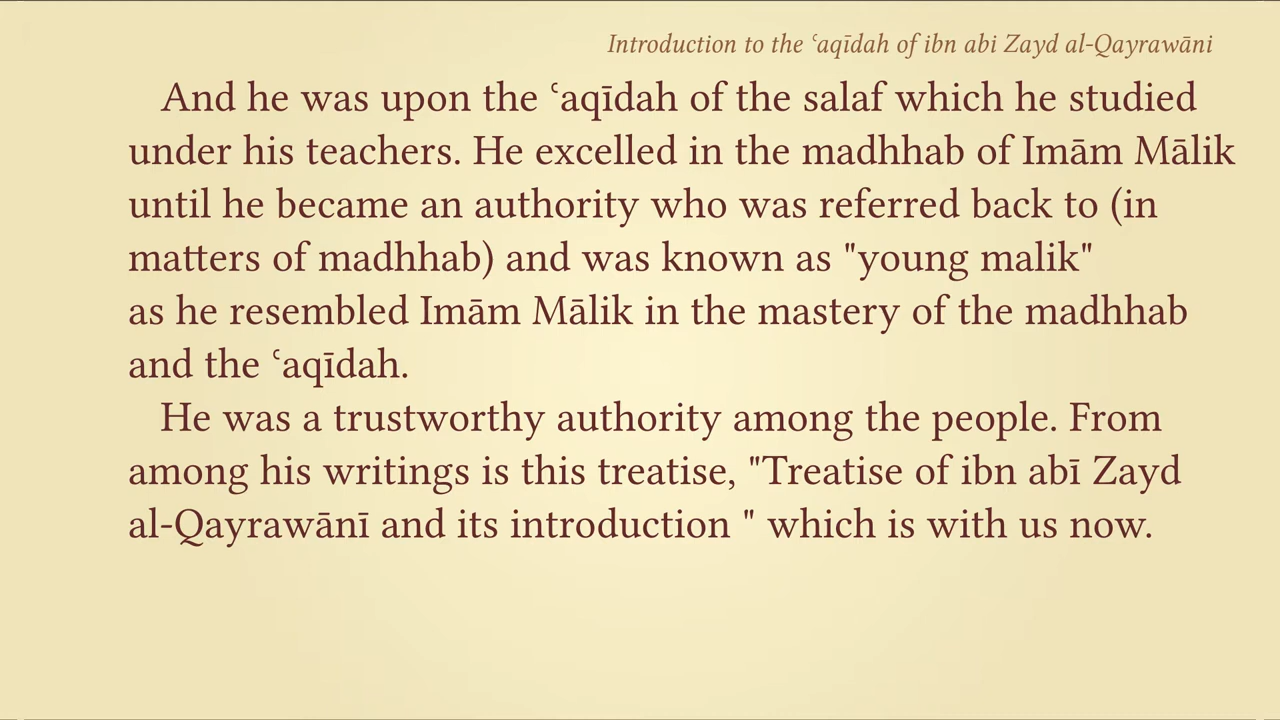 Introduction to the ʿaqīdah of ibn abi Zayd al-Qayrawāni
And he was upon the ʿaqīdah of the salaf which he studied
under his teachers. He excelled in the madhhab of Imām Mālik
until he became an authority who was referred back to (in
matters of madhhab) and was known as "young malik"
as he resembled Imām Mālik in the mastery of the madhhab
and the ʿaqīdah.
He was a trustworthy authority among the people. From
among his writings is this treatise, "Treatise of ibn abī Zayd
al-Qayrawānī and its introduction " which is with us now.